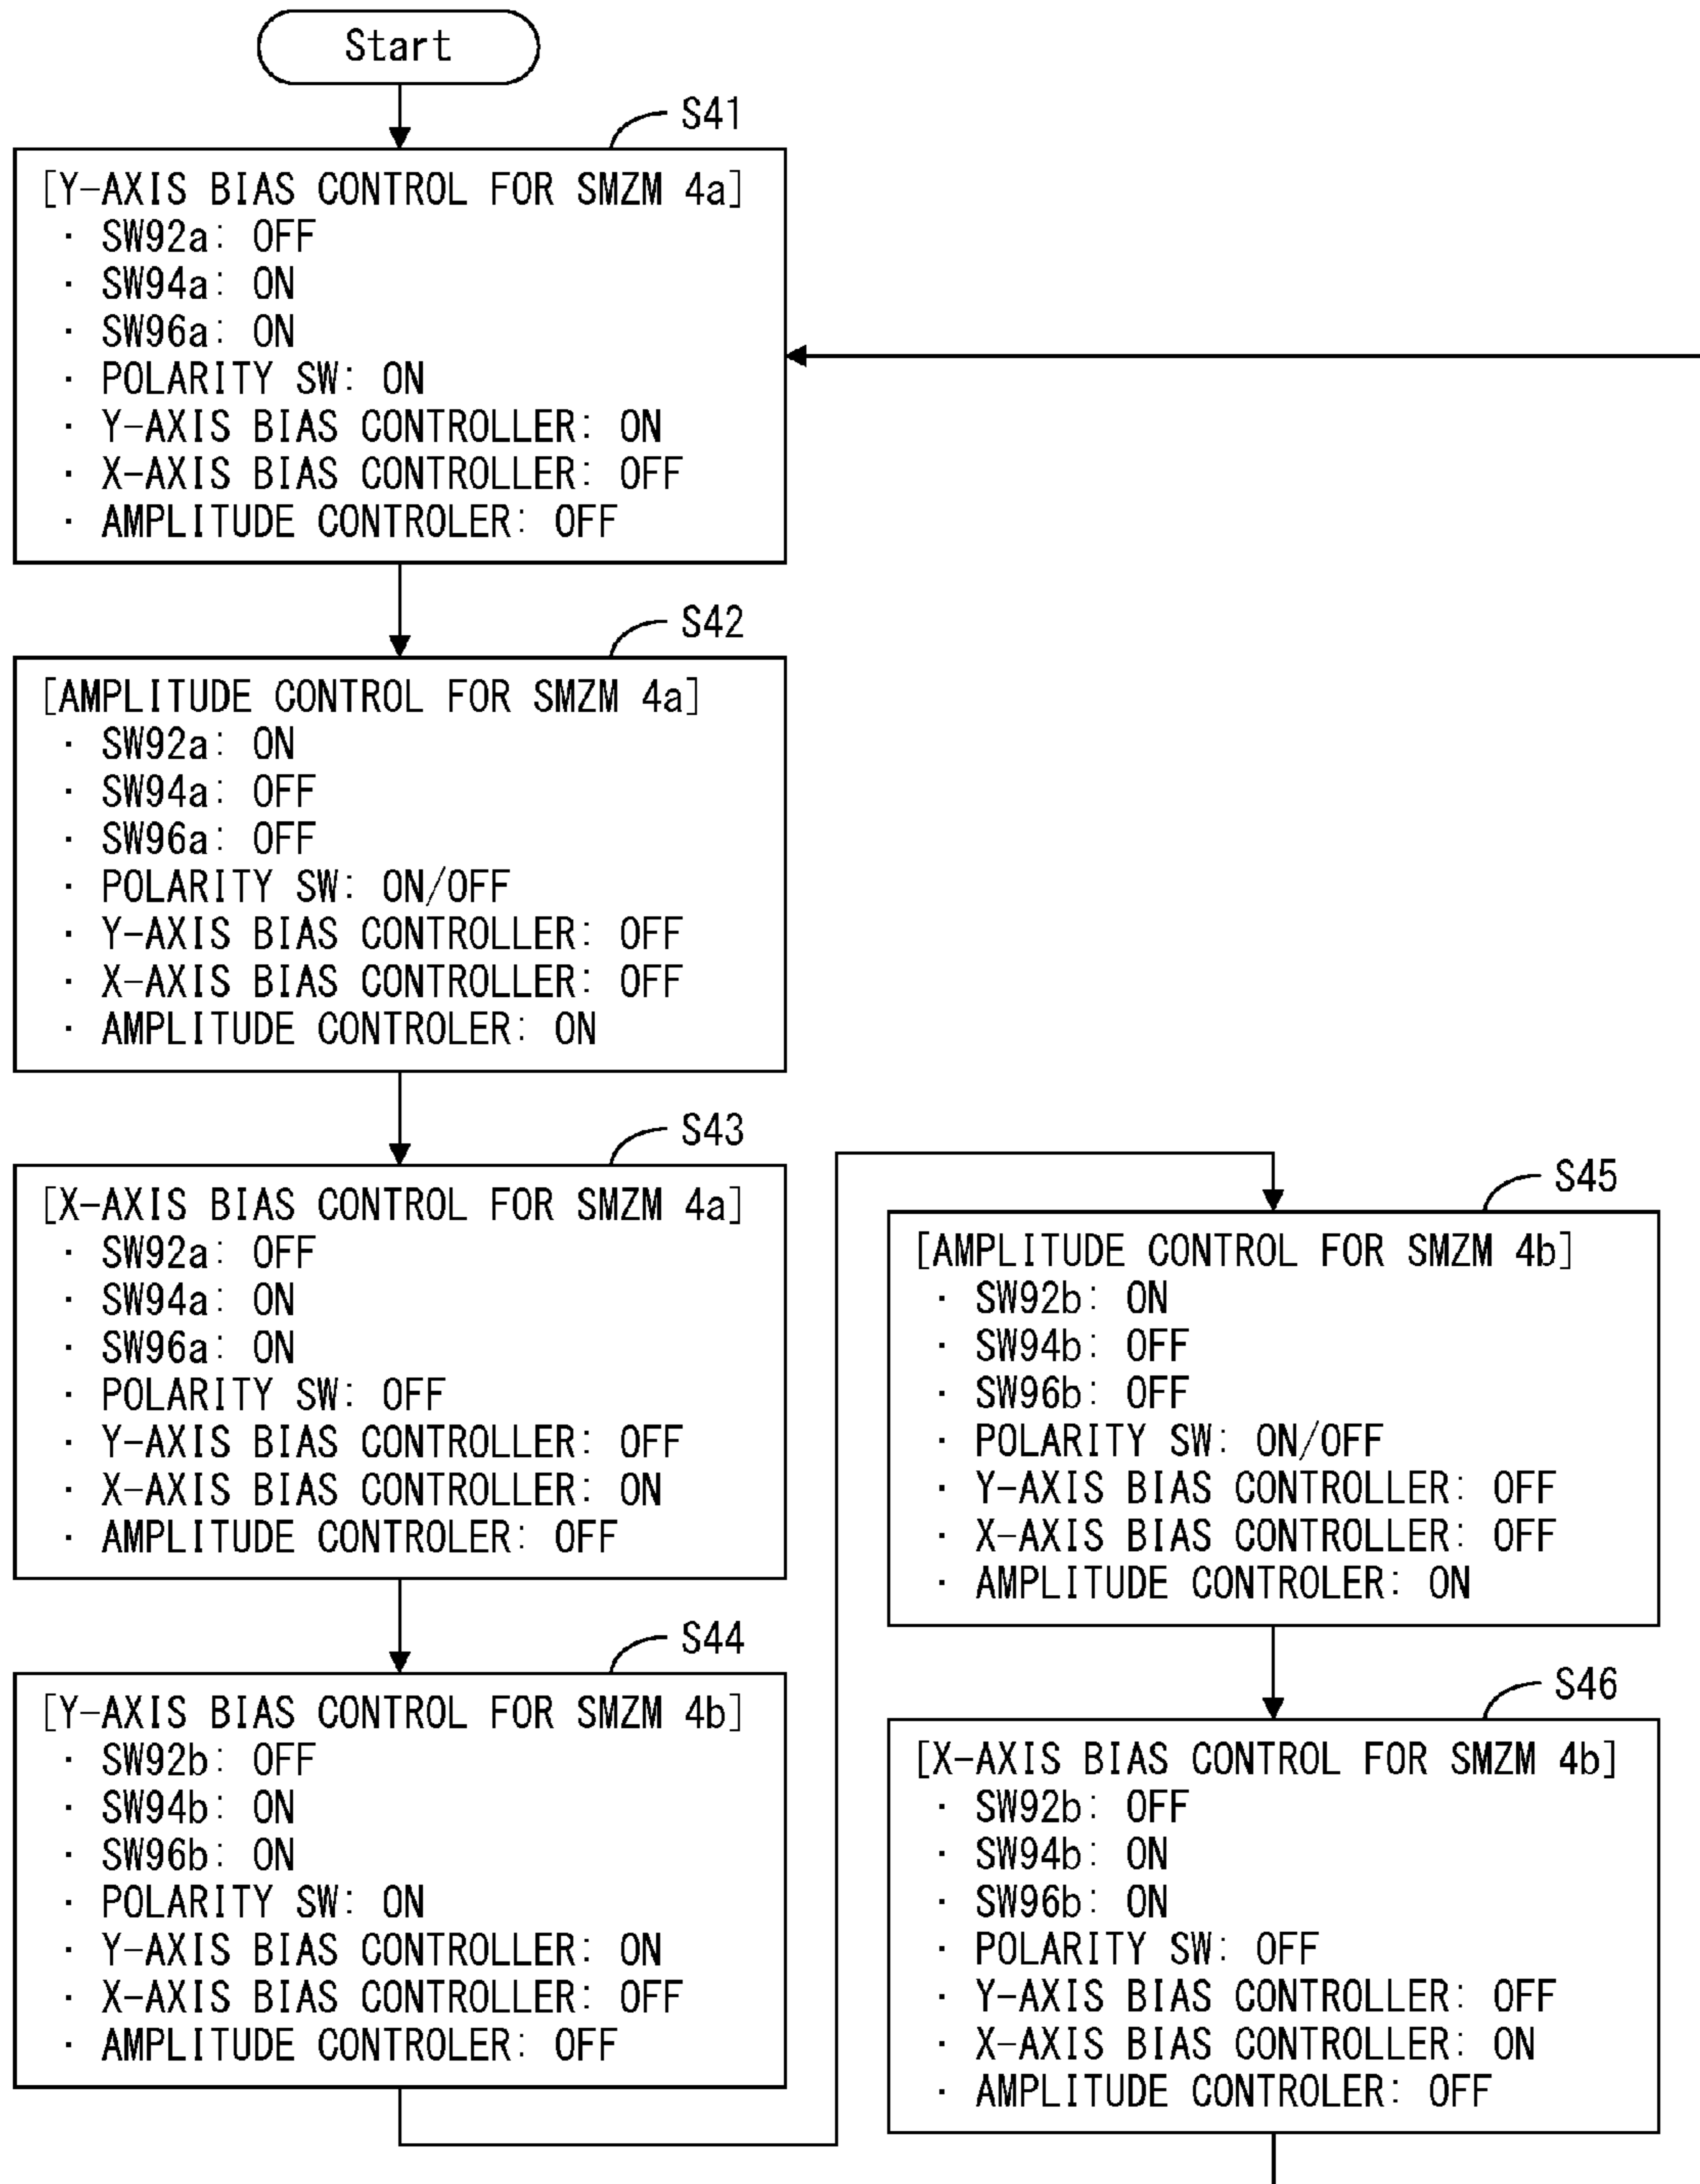 Start
S41
[Y-AXIS BIAS CONTROL FOR SMZM 4a]
· SW92a: OFF
· SW94a: ON
· SW96a: ON
· POLARITY SW: ON
· Y-AXIS BIAS CONTROLLER: ON
· X-AXIS BIAS CONTROLLER: OFF
· AMPLITUDE CONTROLER: OFF
S42
[AMPLITUDE CONTROL FOR SMZM 4a]
· SW92a: ON
· SW94a: OFF
· SW96a: OFF
· POLARITY SW: ON/OFF
· Y-AXIS BIAS CONTROLLER: OFF
· X-AXIS BIAS CONTROLLER: OFF
· AMPLITUDE CONTROLER: ON
S43
[X-AXIS BIAS CONTROL FOR SMZM 4a]
· SW92a: OFF
· SW94a: ON
· SW96a: ON
· POLARITY SW: OFF
· Y-AXIS BIAS CONTROLLER: OFF
· X-AXIS BIAS CONTROLLER: ON
· AMPLITUDE CONTROLER: OFF
S44
[Y-AXIS BIAS CONTROL FOR SMZM 4b]
· SW92b: OFF
· SW94b: ON
· SW96b: ON
· POLARITY SW: ON
· Y-AXIS BIAS CONTROLLER: ON
· X-AXIS BIAS CONTROLLER: OFF
· AMPLITUDE CONTROLER: OFF
S45
[AMPLITUDE CONTROL FOR SMZM 4b]
· SW92b: ON
· SW94b: OFF
· SW96b: OFF
· POLARITY SW: ON/OFF
· Y-AXIS BIAS CONTROLLER: OFF
· X-AXIS BIAS CONTROLLER: OFF
· AMPLITUDE CONTROLER: ON
S46
[X-AXIS BIAS CONTROL FOR SMZM 4b]
· SW92b: OFF
· SW94b: ON
· SW96b: ON
· POLARITY SW: OFF
· Y-AXIS BIAS CONTROLLER: OFF
· X-AXIS BIAS CONTROLLER: ON
· AMPLITUDE CONTROLER: OFF